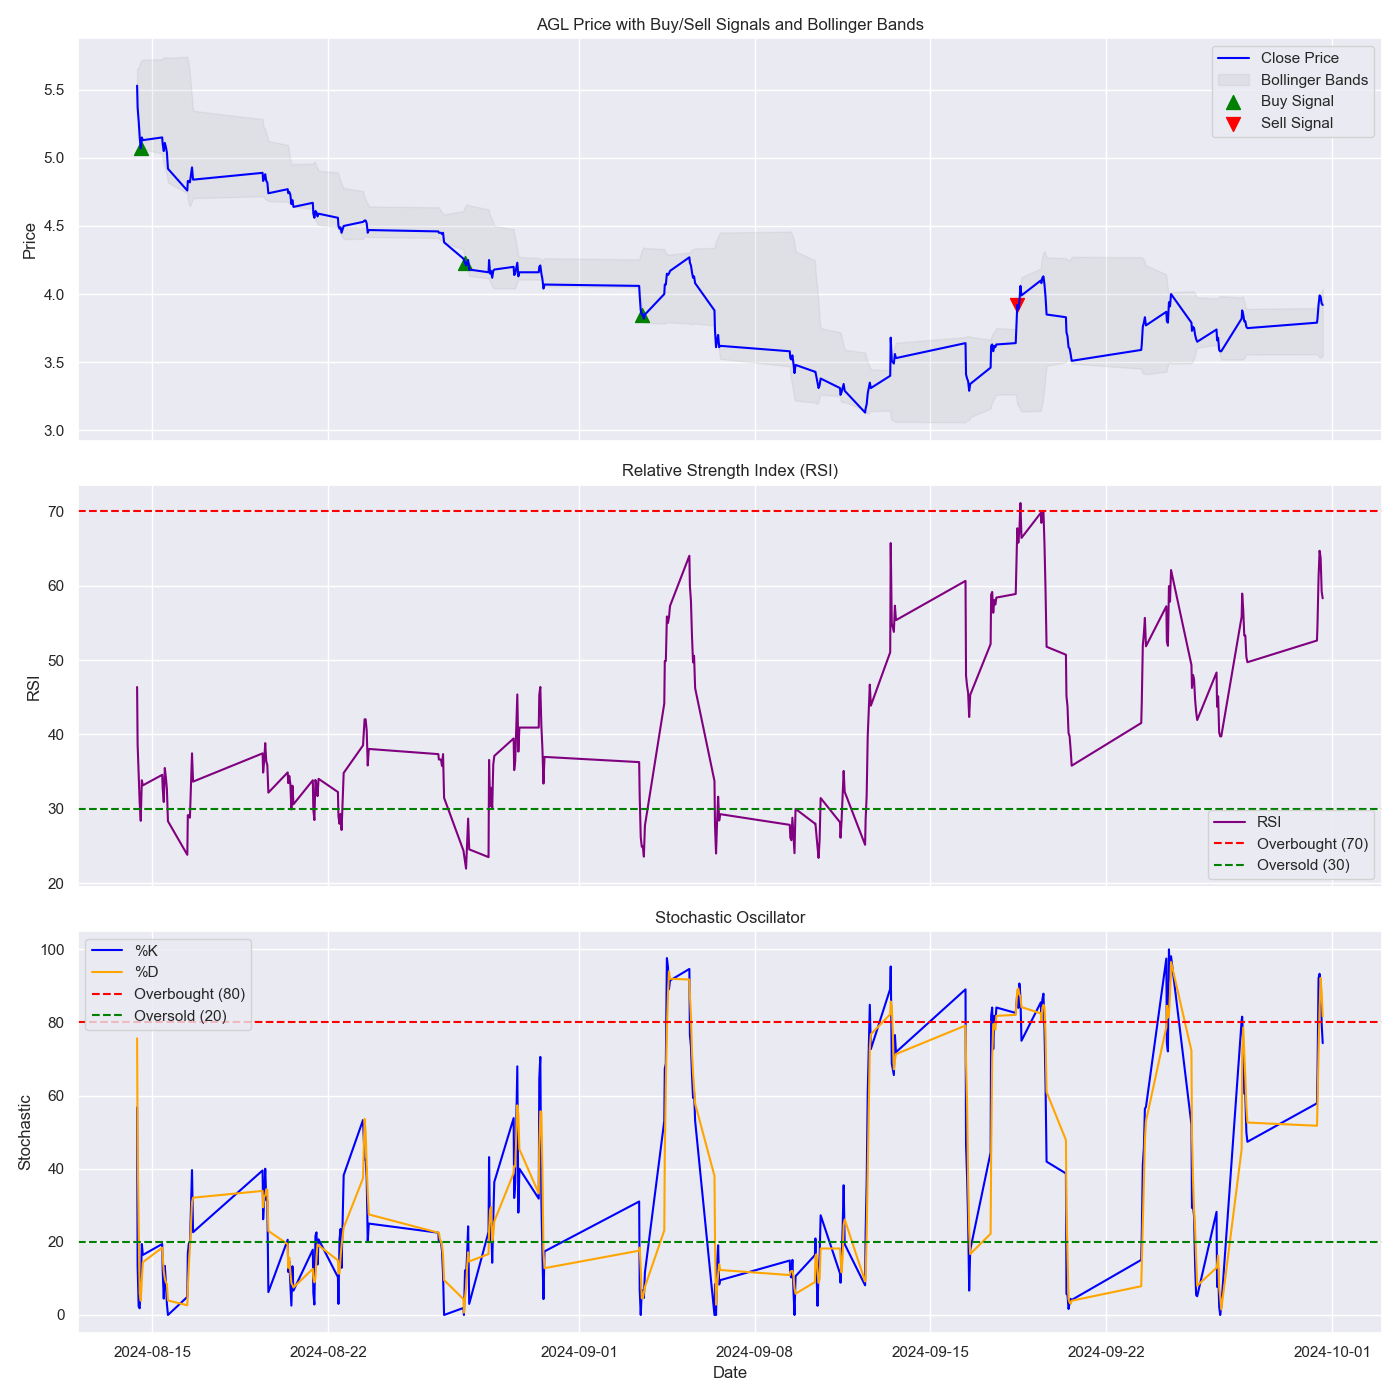 AGL Price with Buy/Sell Signals and Bollinger Bands
Price
5.5
5.0
4.5
4.0
3.5
3.0
Close Price
Bollinger Bands
Buy Signal
Sell Signal
Relative Strength Index (RSI)
RSI
70
60
50
40
30
20
RSI
Overbought (70)
Oversold (30)
Stochastic Oscillator
Stochastic
100
80
60
40
20
0
%K
%D
Overbought (80)
Oversold (20)
2024-08-15
2024-08-22
2024-09-01
2024-09-08
2024-09-15
2024-09-22
2024-10-01
Date